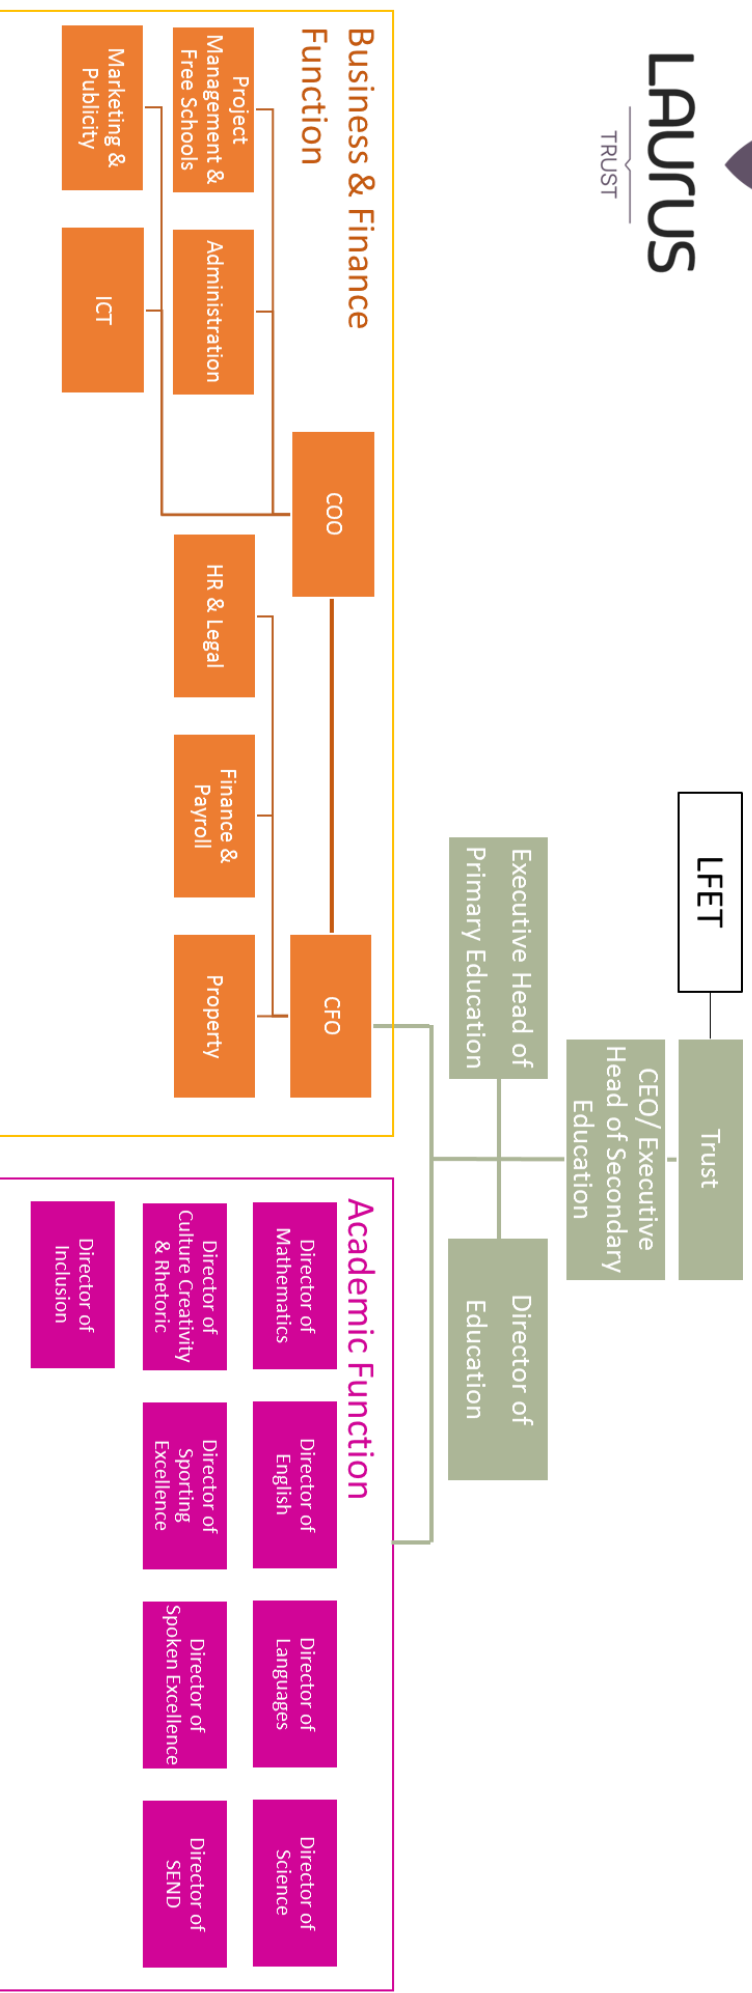 LAURUS
TRUST
LFET
Trust
CEO/ Executive
Head of Secondary
Education
Executive Head of
Primary Education
Director of
Education
Business & Finance
Function
COO
CFO
Project
Management &
Free Schools
Administration
HR & Legal
Finance &
Payroll
Property
Marketing &
Publicity
ICT
Academic Function
Director of
Mathematics
Director of
English
Director of
Languages
Director of
Science
Director of
Culture Creativity
& Rhetoric
Director of
Sporting
Excellence
Director of
Spoken Excellence
Director of
SEND
Director of
Inclusion